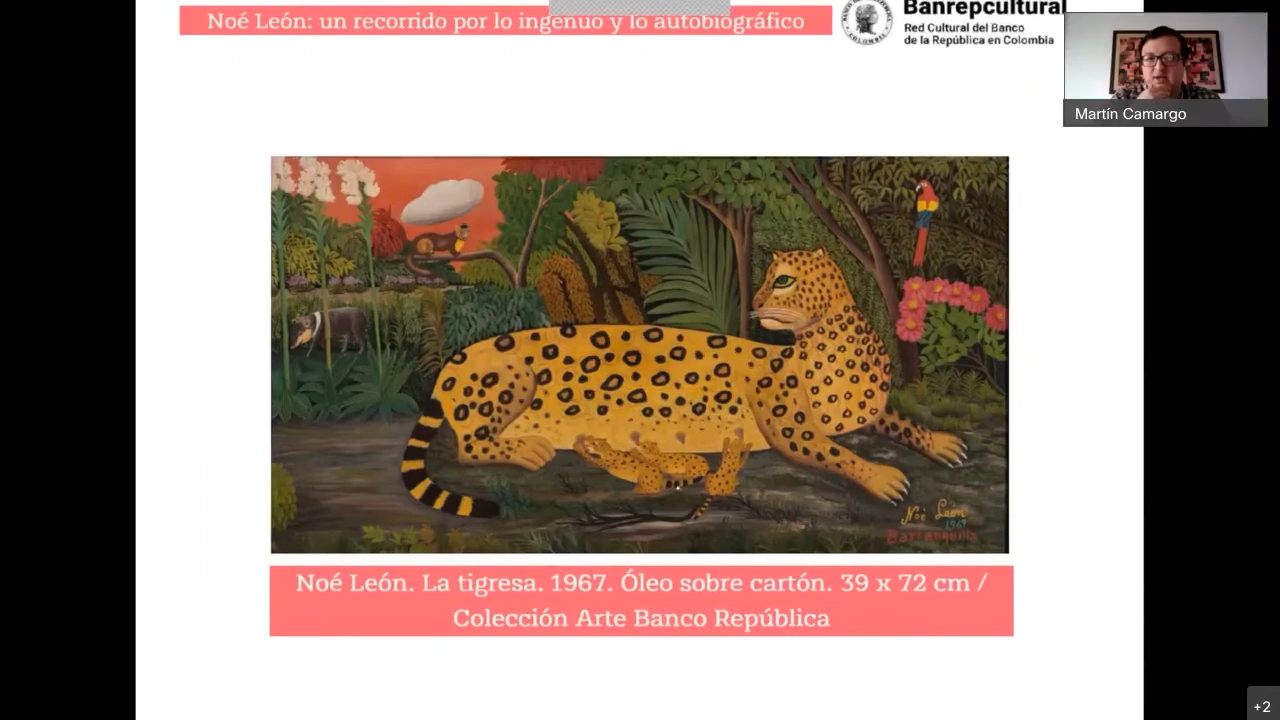 Noé León: un recorrido por lo ingenuo y lo autobiográfico
Banrepcultural
Red Cultural del Banco
de la República en Colombia
Martín Camargo
Noé León
1967
Barranquilla
Noé León. La tigresa. 1967. Óleo sobre cartón. 39 x 72 cm /
Colección Arte Banco República
+2